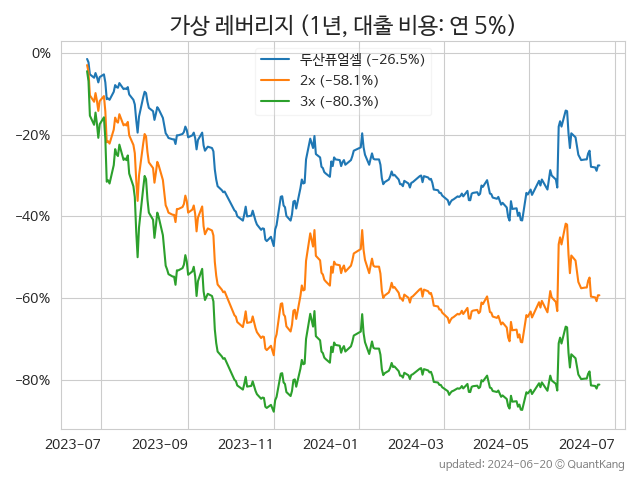 가상 레버리지 (1년, 대출 비용: 연 5%)
두산퓨얼셀 (−26.5%)
2x (−58.1%)
3x (−80.3%)
0%
−20%
−40%
−60%
−80%
2023-07 2023-09 2023-11 2024-01 2024-03 2024-05 2024-07
updated: 2024-06-20 © QuantKang